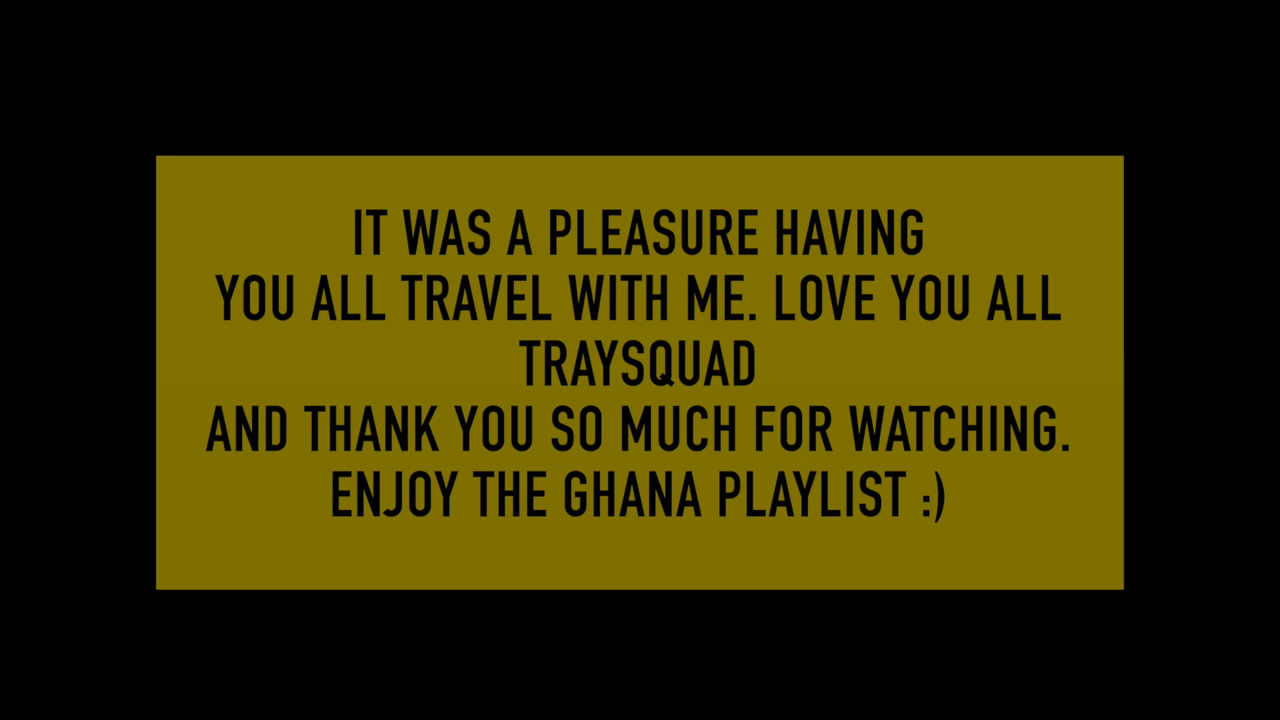 IT WAS A PLEASURE HAVING
YOU ALL TRAVEL WITH ME. LOVE YOU ALL
TRAYSQUAD
AND THANK YOU SO MUCH FOR WATCHING.
ENJOY THE GHANA PLAYLIST :)